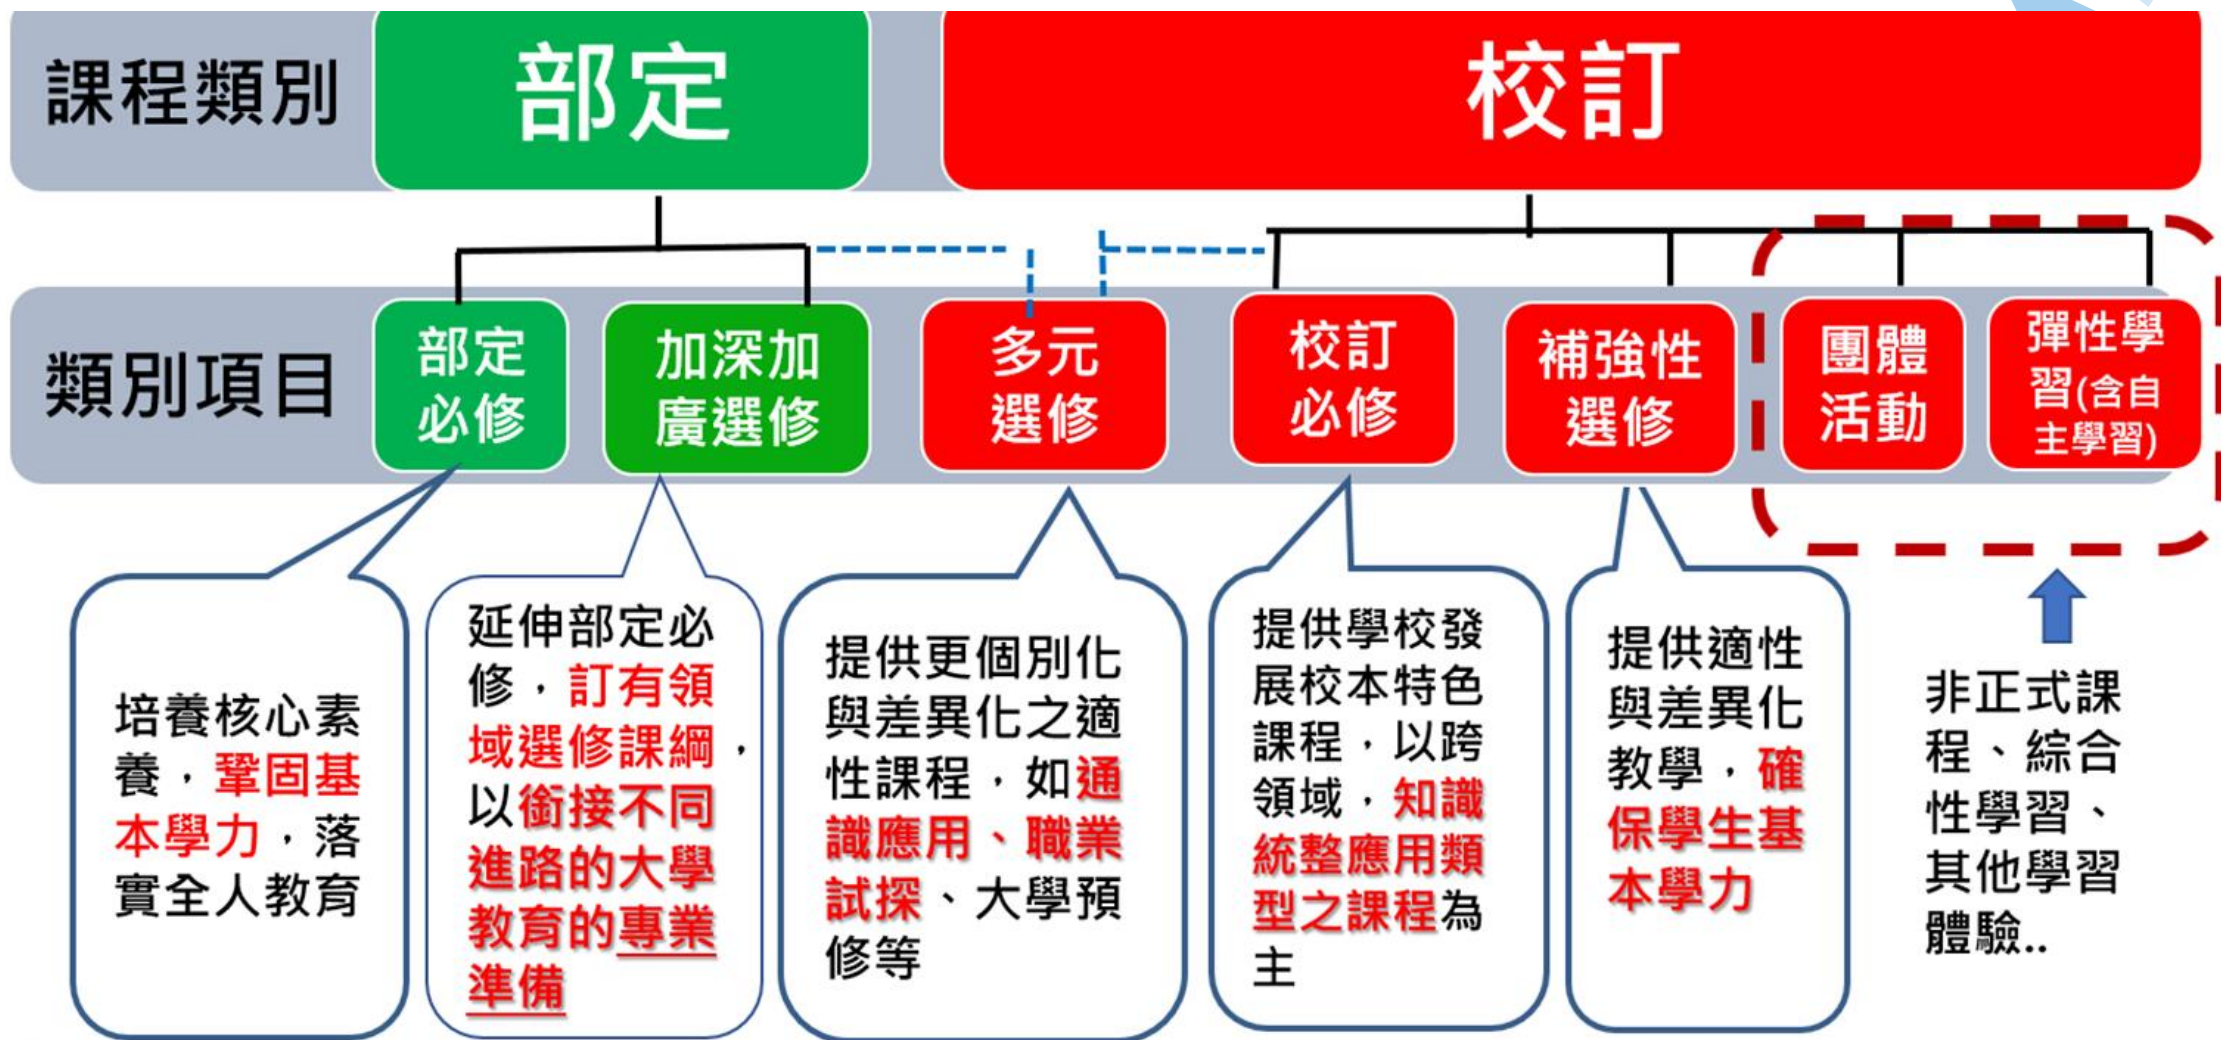 課程類別
部定
校訂
類別項目
部定
必修
加深加
廣選修
多元
選修
校訂
必修
補強性
選修
團體
活動
彈性學
習(含自
主學習)
培養核心素
養，鞏固基
本學力，落
實全人教育
延伸部定必
修，訂有領
域選修課綱，
以銜接不同
進路的大學
教育的專業
準備
提供更個別化
與差異化之適
性課程，如通
識應用、職業
試探、大學預
修等
提供學校發
展校本特色
課程，以跨
領域，知識
統整應用類
型之課程為
主
提供適性
與差異化
教學，確
保學生基
本學力
非正式課
程、綜合
性學習、
其他學習
體驗..